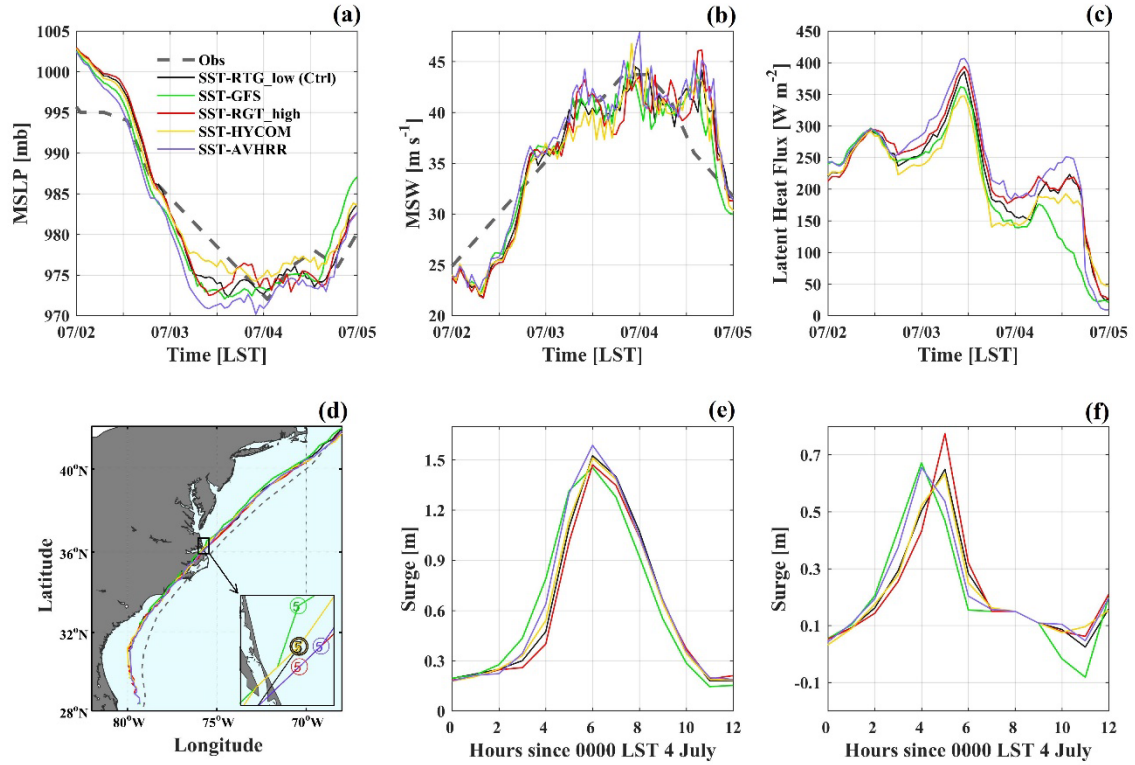 (a)
MSLP [mb]
1005
1000
995
990
985
980
975
970
07/02 07/03 07/04 07/05
Time [LST]
Obs
SST-RTG_low (Ctrl)
SST-GFS
SST-RGT_high
SST-HYCOM
SST-AVHRR
(b)
MSW [m s-1]
50
45
40
35
30
25
20
07/02 07/03 07/04 07/05
Time [LST]
(c)
Latent Heat Flux [W m-2]
450
400
350
300
250
200
150
100
50
0
07/02 07/03 07/04 07/05
Time [LST]
(d)
Latitude
40°N
36°N
32°N
28°N
80°W 75°W 70°W
Longitude
5
5
5
5
(e)
Surge [m]
1.5
1.2
0.9
0.6
0.3
0
0 2 4 6 8 10 12
Hours since 0000 LST 4 July
(f)
Surge [m]
0.7
0.5
0.3
0.1
-0.1
0 2 4 6 8 10 12
Hours since 0000 LST 4 July